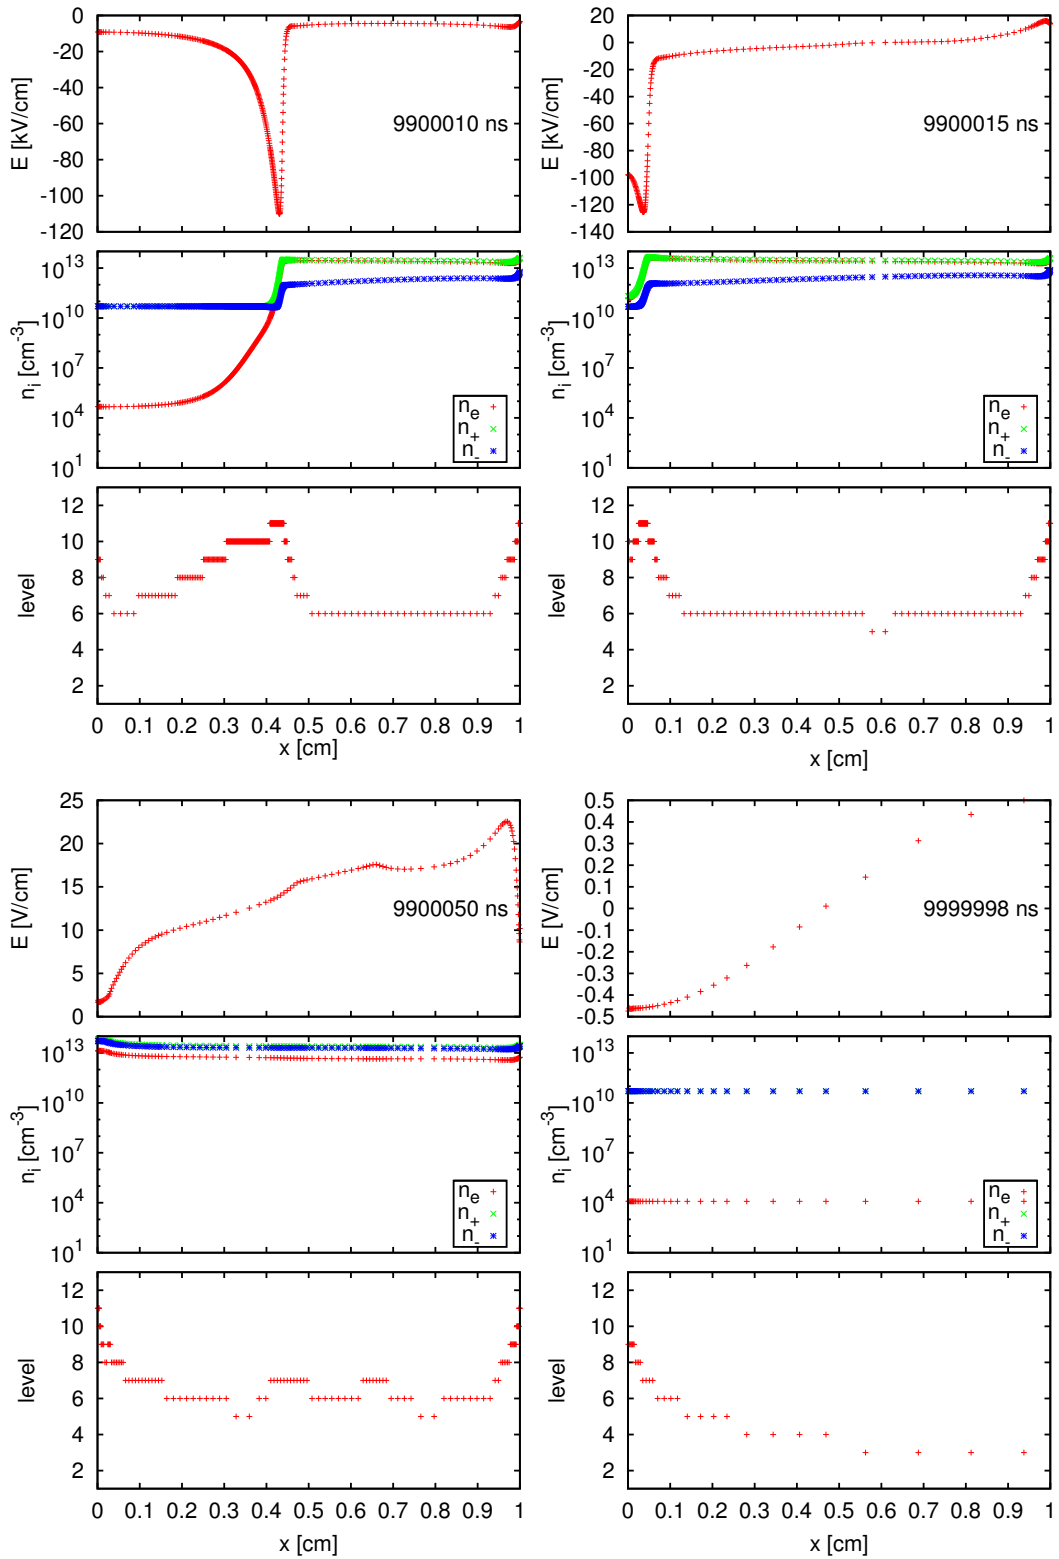 0
-20
-40
-60
-80
-100
-120
E [kV/cm]
9900010 ns
10^13
10^10
10^7
10^4
10^1
n_i [cm^-3]
n_e
n_+
n_-
12
10
8
6
4
2
level
0 0.1 0.2 0.3 0.4 0.5 0.6 0.7 0.8 0.9 1
x [cm]
20
0
-20
-40
-60
-80
-100
-120
-140
E [kV/cm]
9900015 ns
10^13
10^10
10^7
10^4
10^1
n_i [cm^-3]
n_e
n_+
n_-
12
10
8
6
4
2
level
0 0.1 0.2 0.3 0.4 0.5 0.6 0.7 0.8 0.9 1
x [cm]
25
20
15
10
5
0
E [V/cm]
9900050 ns
10^13
10^10
10^7
10^4
10^1
n_i [cm^-3]
n_e
n_+
n_-
12
10
8
6
4
2
level
0 0.1 0.2 0.3 0.4 0.5 0.6 0.7 0.8 0.9 1
x [cm]
0.5
0.4
0.3
0.2
0.1
0
-0.1
-0.2
-0.3
-0.4
-0.5
E [V/cm]
9999998 ns
10^13
10^10
10^7
10^4
10^1
n_i [cm^-3]
n_e
n_+
n_-
12
10
8
6
4
2
level
0 0.1 0.2 0.3 0.4 0.5 0.6 0.7 0.8 0.9 1
x [cm]